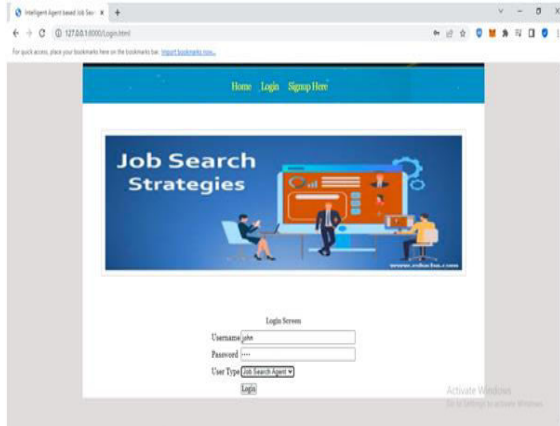 Intelligent Agent based Job Sear
127.0.0.1:8000/Login.html
For quick access, place your bookmarks here on the bookmarks bar. Import bookmarks now...
Home Login Signup Here
Job Search
Strategies
Login Screen
Username john
Password ····
User Type Job Search Agent
Login
Activate Windows
Go to Settings to activate Windows.